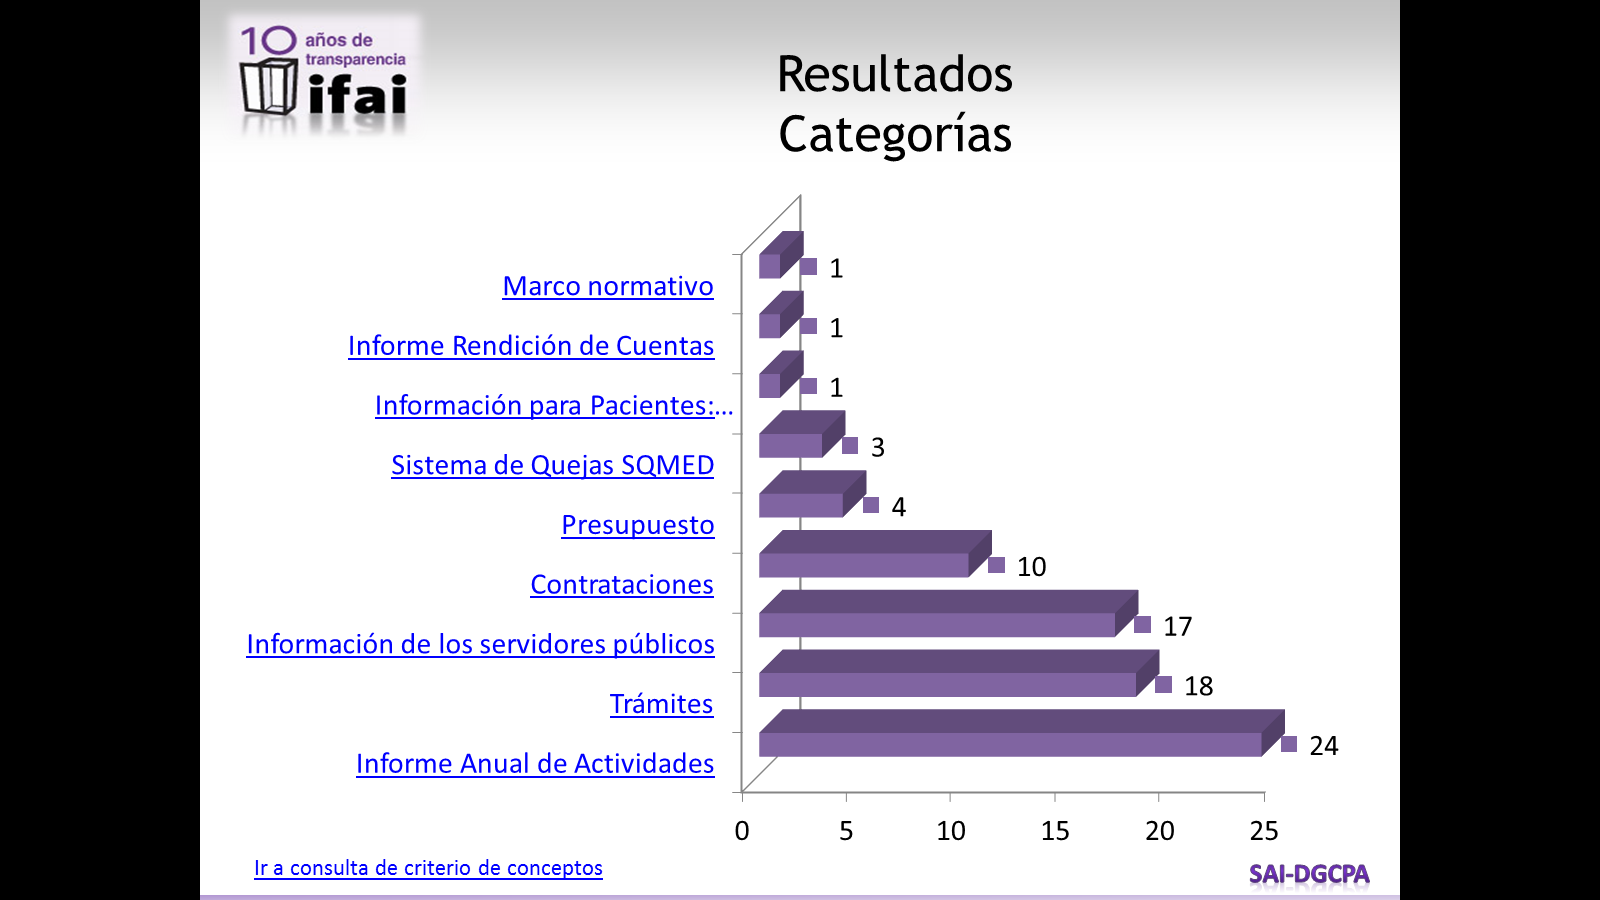 10 años de
transparencia
ifai
Resultados
Categorías
Marco normativo 1
Informe Rendición de Cuentas 1
Información para Pacientes:... 1
Sistema de Quejas SQMED 3
Presupuesto 4
Contrataciones 10
Información de los servidores públicos 17
Trámites 18
Informe Anual de Actividades 24
0 5 10 15 20 25
Ir a consulta de criterio de conceptos
SAI-DGCPA